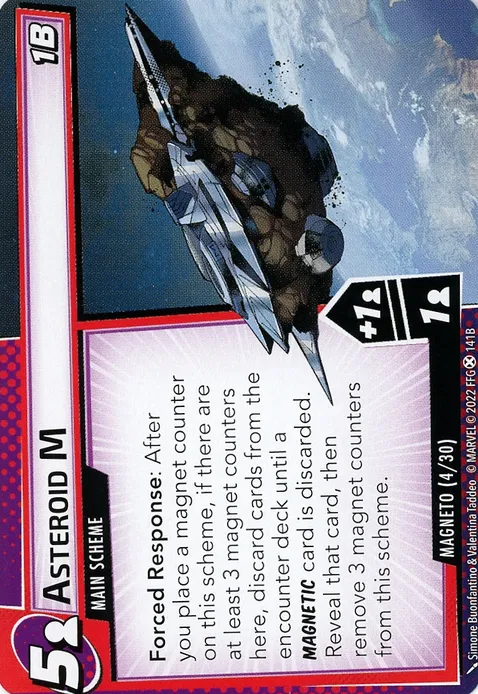 5 ASTEROID M 1B
MAIN SCHEME
Forced Response: After
you place a magnet counter
on this scheme, if there are
at least 3 magnet counters
here, discard cards from the
encounter deck until a
MAGNETIC card is discarded.
Reveal that card, then
remove 3 magnet counters
from this scheme.
+1
1
MAGNETO (4/30)
Simone Buonfantino & Valentina Taddeo © MARVEL © 2022 FFG 141B